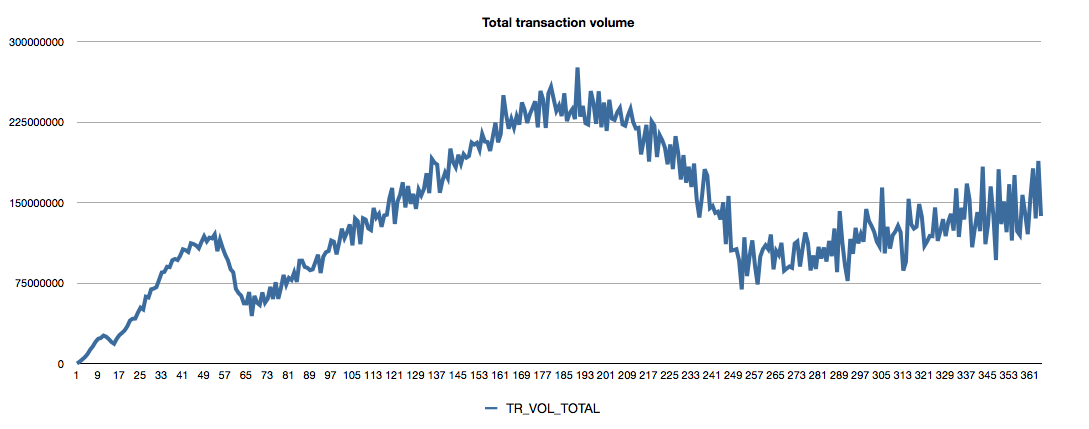 Total transaction volume
300000000
225000000
150000000
75000000
0
1 9 17 25 33 41 49 57 65 73 81 89 97 105 113 121 129 137 145 153 161 169 177 185 193 201 209 217 225 233 241 249 257 265 273 281 289 297 305 313 321 329 337 345 353 361
TR_VOL_TOTAL